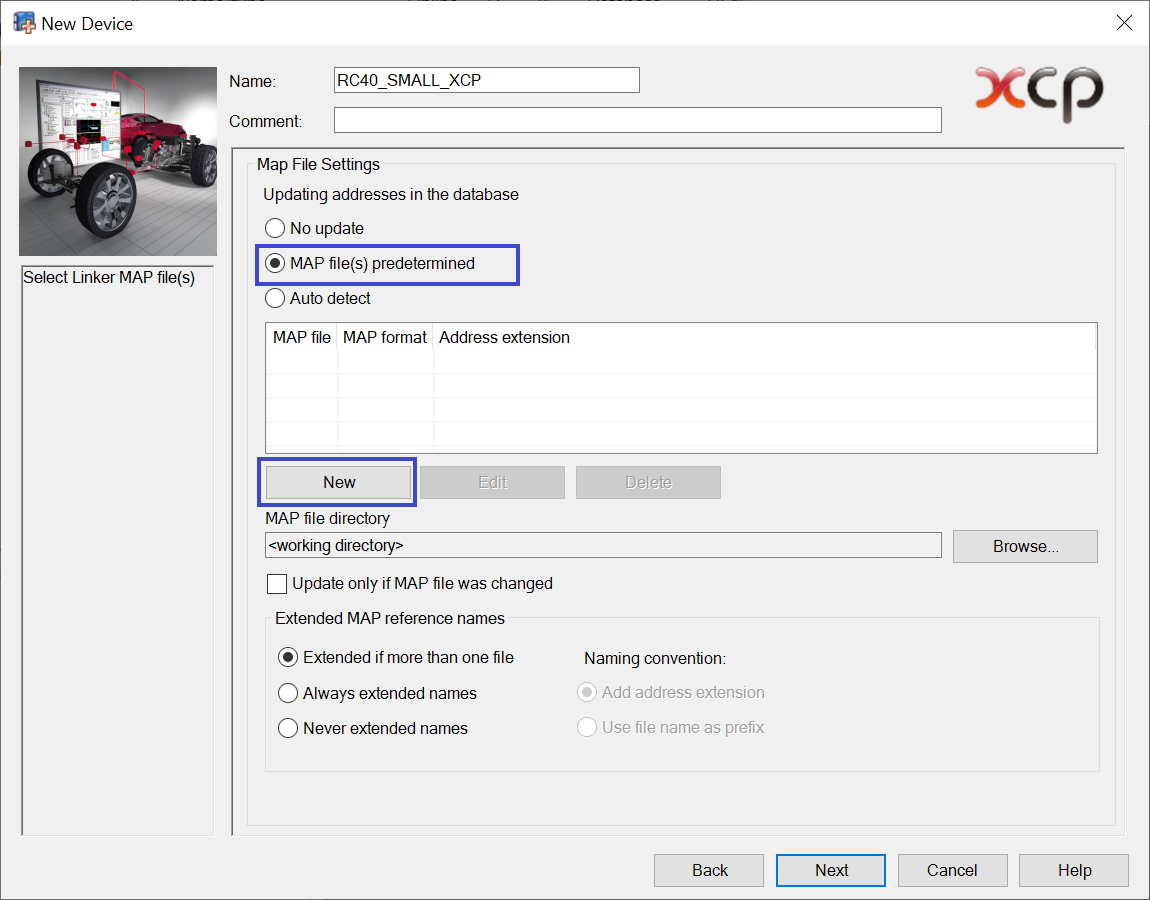 New Device
Name:
RC40_SMALL_XCP
xcp
Comment:
Select Linker MAP file(s)
Map File Settings
Updating addresses in the database
No update
MAP file(s) predetermined
Auto detect
MAP file MAP format Address extension
New Edit Delete
MAP file directory
<working directory>
Browse...
Update only if MAP file was changed
Extended MAP reference names
Extended if more than one file
Always extended names
Never extended names
Naming convention:
Add address extension
Use file name as prefix
Back Next Cancel Help